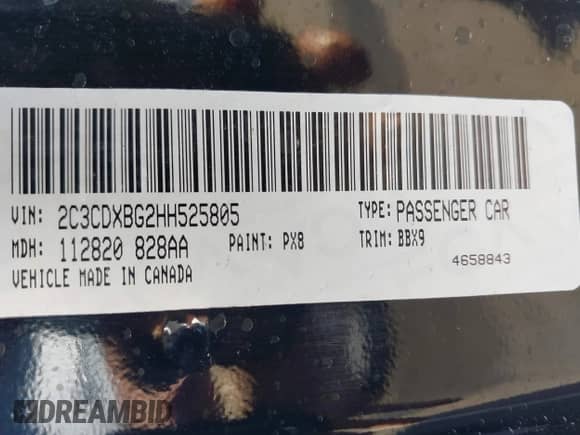 VIN: 2C3CDXBG2HH525805 TYPE: PASSENGER CAR
MDH: 112820 828AA PAINT: PX8 TRIM: BBX9
VEHICLE MADE IN CANADA 4658843
DREAMBID